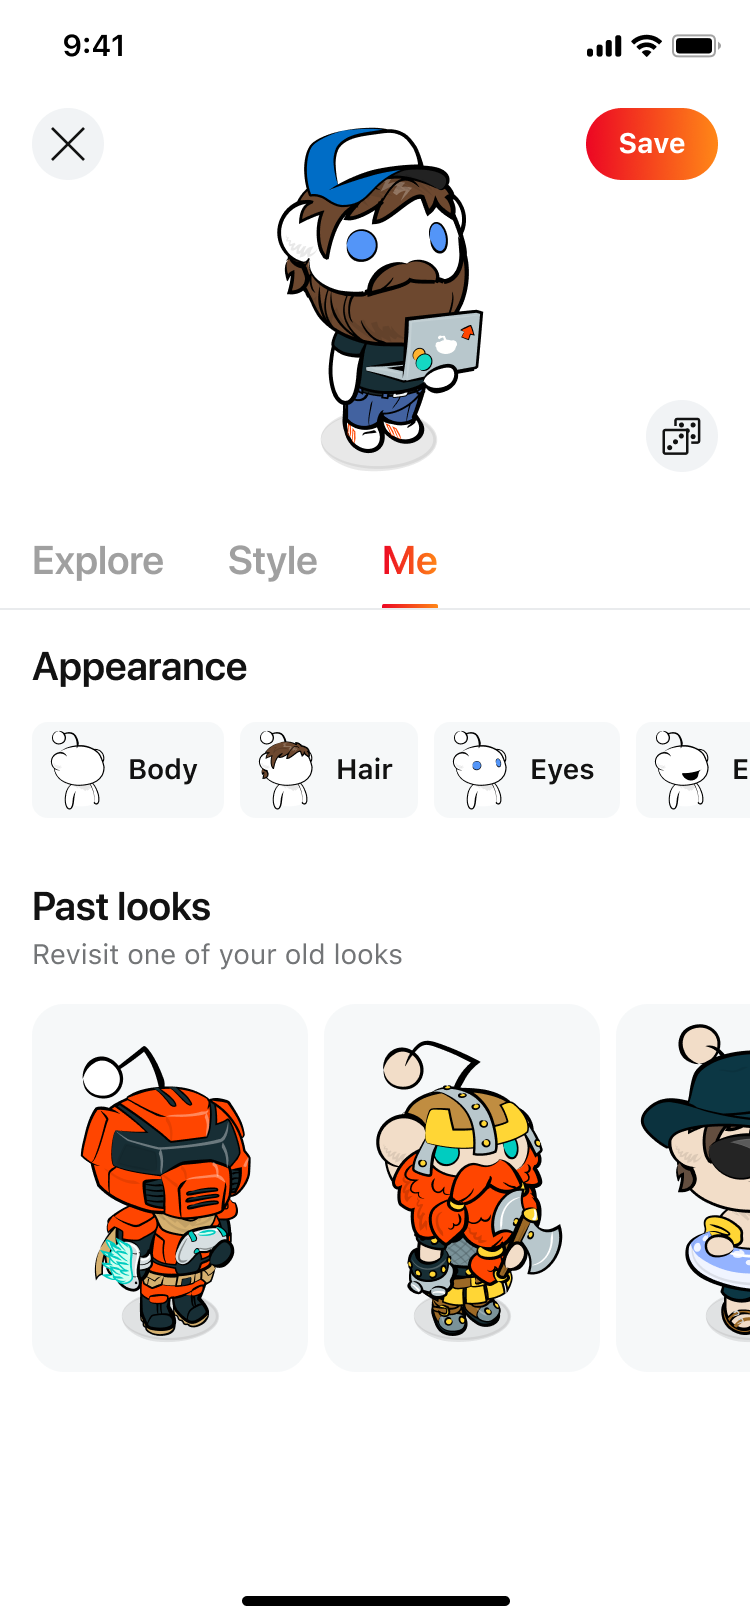 9:41
Save
Explore Style Me
Appearance
Body Hair Eyes E
Past looks
Revisit one of your old looks